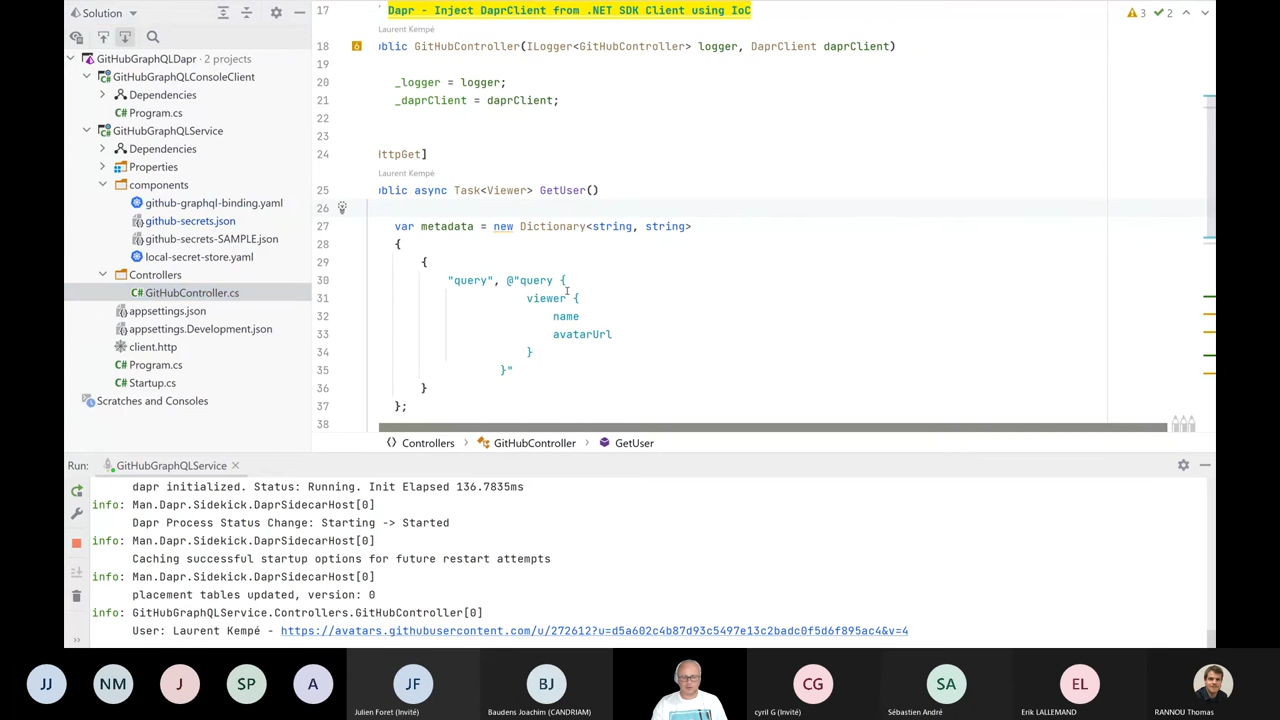 Solution
GitHubGraphQLDapr · 2 projects
GitHubGraphQLConsoleClient
Dependencies
Program.cs
GitHubGraphQLService
Dependencies
Properties
components
github-graphql-binding.yaml
github-secrets.json
github-secrets-SAMPLE.json
local-secret-store.yaml
Controllers
GitHubController.cs
appsettings.json
appsettings.Development.json
client.http
Program.cs
Startup.cs
Scratches and Consoles
17 Dapr - Inject DaprClient from .NET SDK Client using IoC
Laurent Kempé
18 ublic GitHubController(ILogger<GitHubController> logger, DaprClient daprClient)
19
20 _logger = logger;
21 _daprClient = daprClient;
22
23
24 HttpGet]
Laurent Kempé
25 ublic async Task<Viewer> GetUser()
26
27 var metadata = new Dictionary<string, string>
28 {
29 {
30 "query", @"query {
31 viewer {
32 name
33 avatarUrl
34 }
35 }"
36 }
37 };
38
3 2
Controllers > GitHubController > GetUser
Run: GitHubGraphQLService
dapr initialized. Status: Running. Init Elapsed 136.7835ms
info: Man.Dapr.Sidekick.DaprSidecarHost[0]
Dapr Process Status Change: Starting -> Started
info: Man.Dapr.Sidekick.DaprSidecarHost[0]
Caching successful startup options for future restart attempts
info: Man.Dapr.Sidekick.DaprSidecarHost[0]
placement tables updated, version: 0
info: GitHubGraphQLService.Controllers.GitHubController[0]
User: Laurent Kempé - https://avatars.githubusercontent.com/u/272612?u=d5a602c4b87d93c5497e13c2badc0f5d6f895ac4&v=4
JJ NM J SP A JF BJ CG SA EL
Julien Foret (Invité) Baudens Joachim (CANDRIAM) cyril G (Invité) Sébastien André Erik LALLEMAND RANNOU Thomas